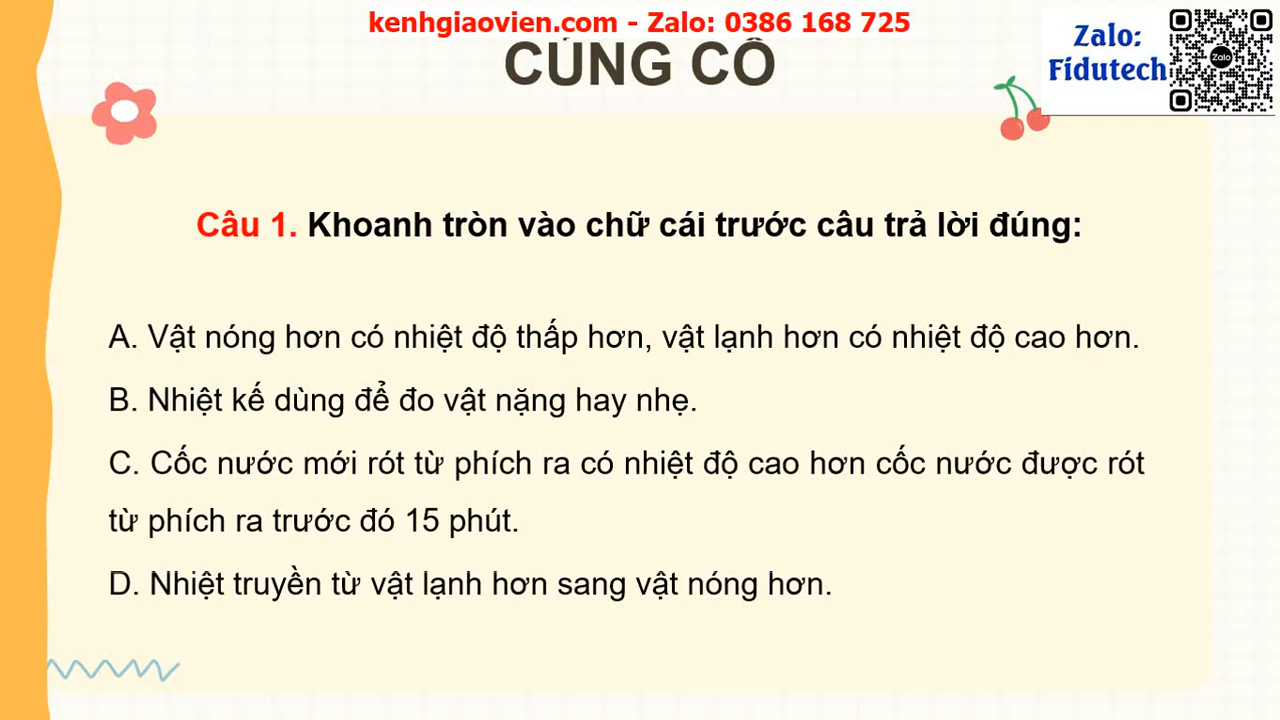 kenhgiaovien.com - Zalo: 0386 168 725
CỦNG CỐ
Zalo:
Fidutech
Zalo
Câu 1. Khoanh tròn vào chữ cái trước câu trả lời đúng:
A. Vật nóng hơn có nhiệt độ thấp hơn, vật lạnh hơn có nhiệt độ cao hơn.
B. Nhiệt kế dùng để đo vật nặng hay nhẹ.
C. Cốc nước mới rót từ phích ra có nhiệt độ cao hơn cốc nước được rót
từ phích ra trước đó 15 phút.
D. Nhiệt truyền từ vật lạnh hơn sang vật nóng hơn.